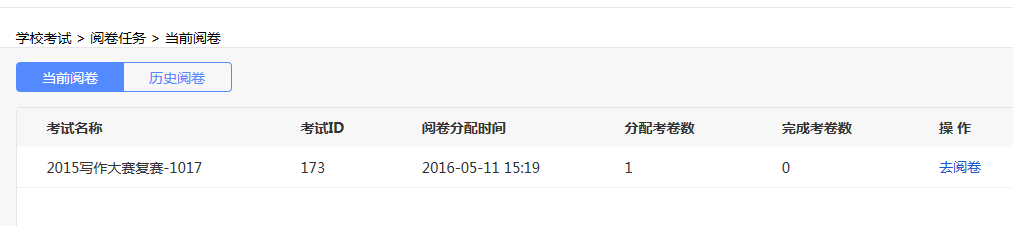 学校考试 > 阅卷任务 > 当前阅卷
当前阅卷 历史阅卷
考试名称 考试ID 阅卷分配时间 分配考卷数 完成考卷数 操 作
2015写作大赛复赛-1017 173 2016-05-11 15:19 1 0 去阅卷